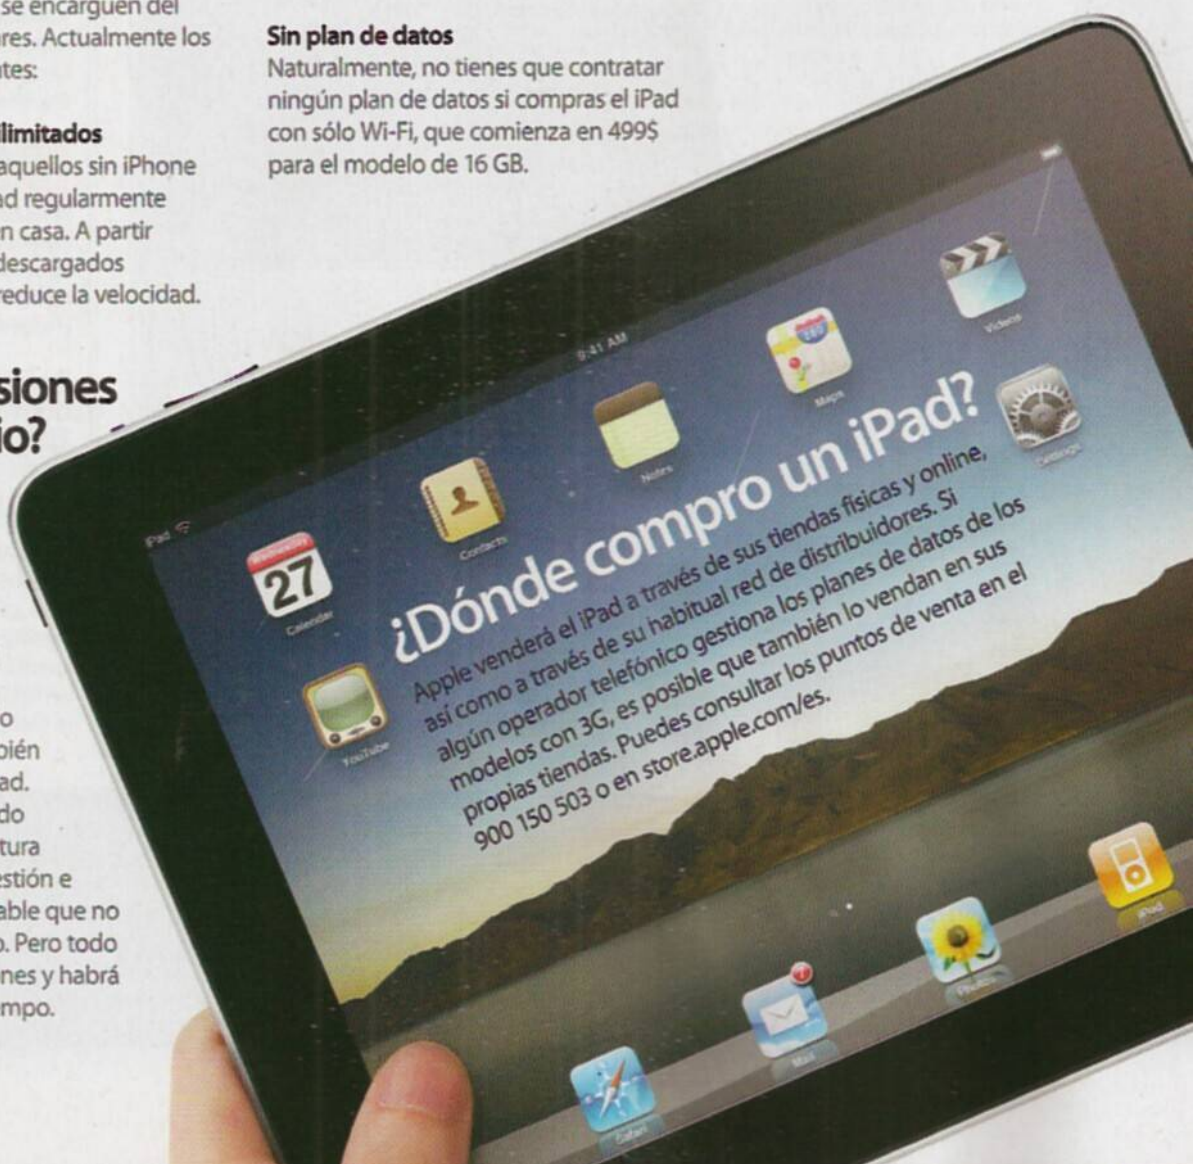 se encarguen del
res. Actualmente los
tes:
limitados
aquellos sin iPhone
ad regularmente
n casa. A partir
descargados
reduce la velocidad.
siones
io?
o
bién
ad.
do
tura
estión e
able que no
o. Pero todo
nes y habrá
mpo.
Sin plan de datos
Naturalmente, no tienes que contratar
ningún plan de datos si compras el iPad
con sólo Wi-Fi, que comienza en 499$
para el modelo de 16 GB.
iPad
9:41 AM
Wednesday
27
Calendar
Contacts
Notes
280
Maps
Videos
YouTube
Settings
¿Dónde compro un iPad?
Apple venderá el iPad a través de sus tiendas físicas y online,
así como a través de su habitual red de distribuidores. Si
algún operador telefónico gestiona los planes de datos de los
modelos con 3G, es posible que también lo vendan en sus
propias tiendas. Puedes consultar los puntos de venta en el
900 150 503 o en store.apple.com/es.
Safari
Mail
Photos
iPod